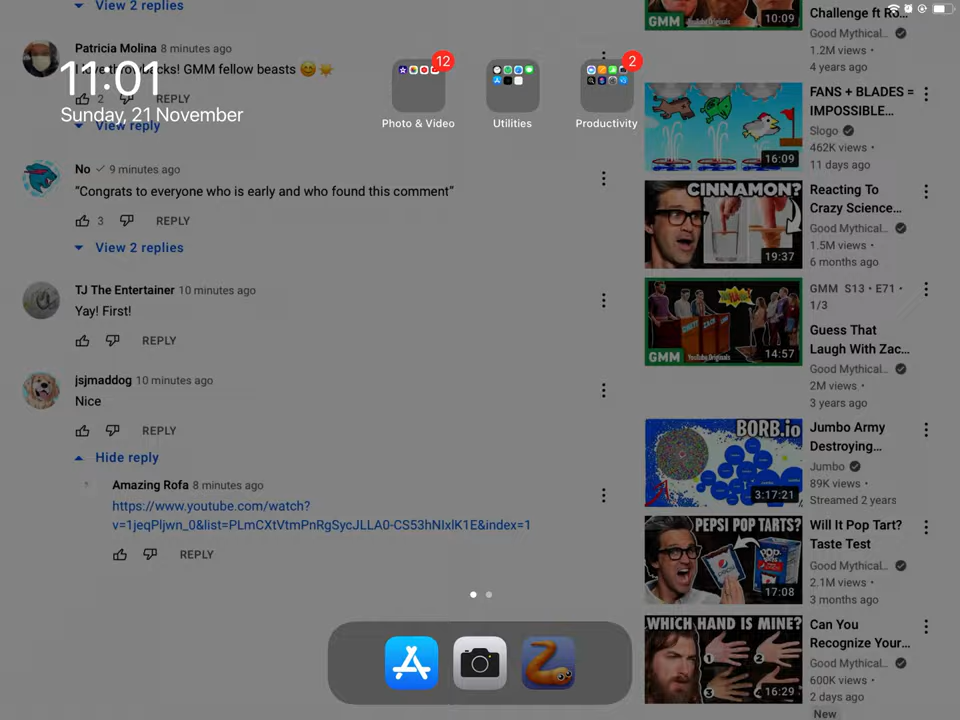 View 2 replies
Patricia Molina 8 minutes ago
I love throwbacks! GMM fellow beasts
2 REPLY
View reply
11:01
Sunday, 21 November
12
2
Photo & Video
Utilities
Productivity
No 9 minutes ago
“Congrats to everyone who is early and who found this comment”
3 REPLY
View 2 replies
TJ The Entertainer 10 minutes ago
Yay! First!
REPLY
jsjmaddog 10 minutes ago
Nice
REPLY
Hide reply
Amazing Rofa 8 minutes ago
https://www.youtube.com/watch?
v=1jeqPljwn_0&list=PLmCXtVtmPnRgSycJLLA0-CS53hNIxlK1E&index=1
REPLY
GMM
10:09
Challenge ft Ro...
Good Mythical...
1.2M views •
4 years ago
16:09
FANS + BLADES =
IMPOSSIBLE...
Slogo
462K views •
11 days ago
CINNAMON?
19:37
Reacting To
Crazy Science...
Good Mythical...
1.5M views •
6 months ago
GMM YouTube Originals
14:57
GMM S13 • E71 •
1/3
Guess That
Laugh With Zac...
Good Mythical...
2M views •
3 years ago
BORB.io
3:17:21
Jumbo Army
Destroying...
Jumbo
89K views •
Streamed 2 years
PEPSI POP TARTS?
17:08
Will It Pop Tart?
Taste Test
Good Mythical...
2.1M views •
3 months ago
WHICH HAND IS MINE?
1
2
3
16:29
Can You
Recognize Your...
Good Mythical...
600K views •
2 days ago
New